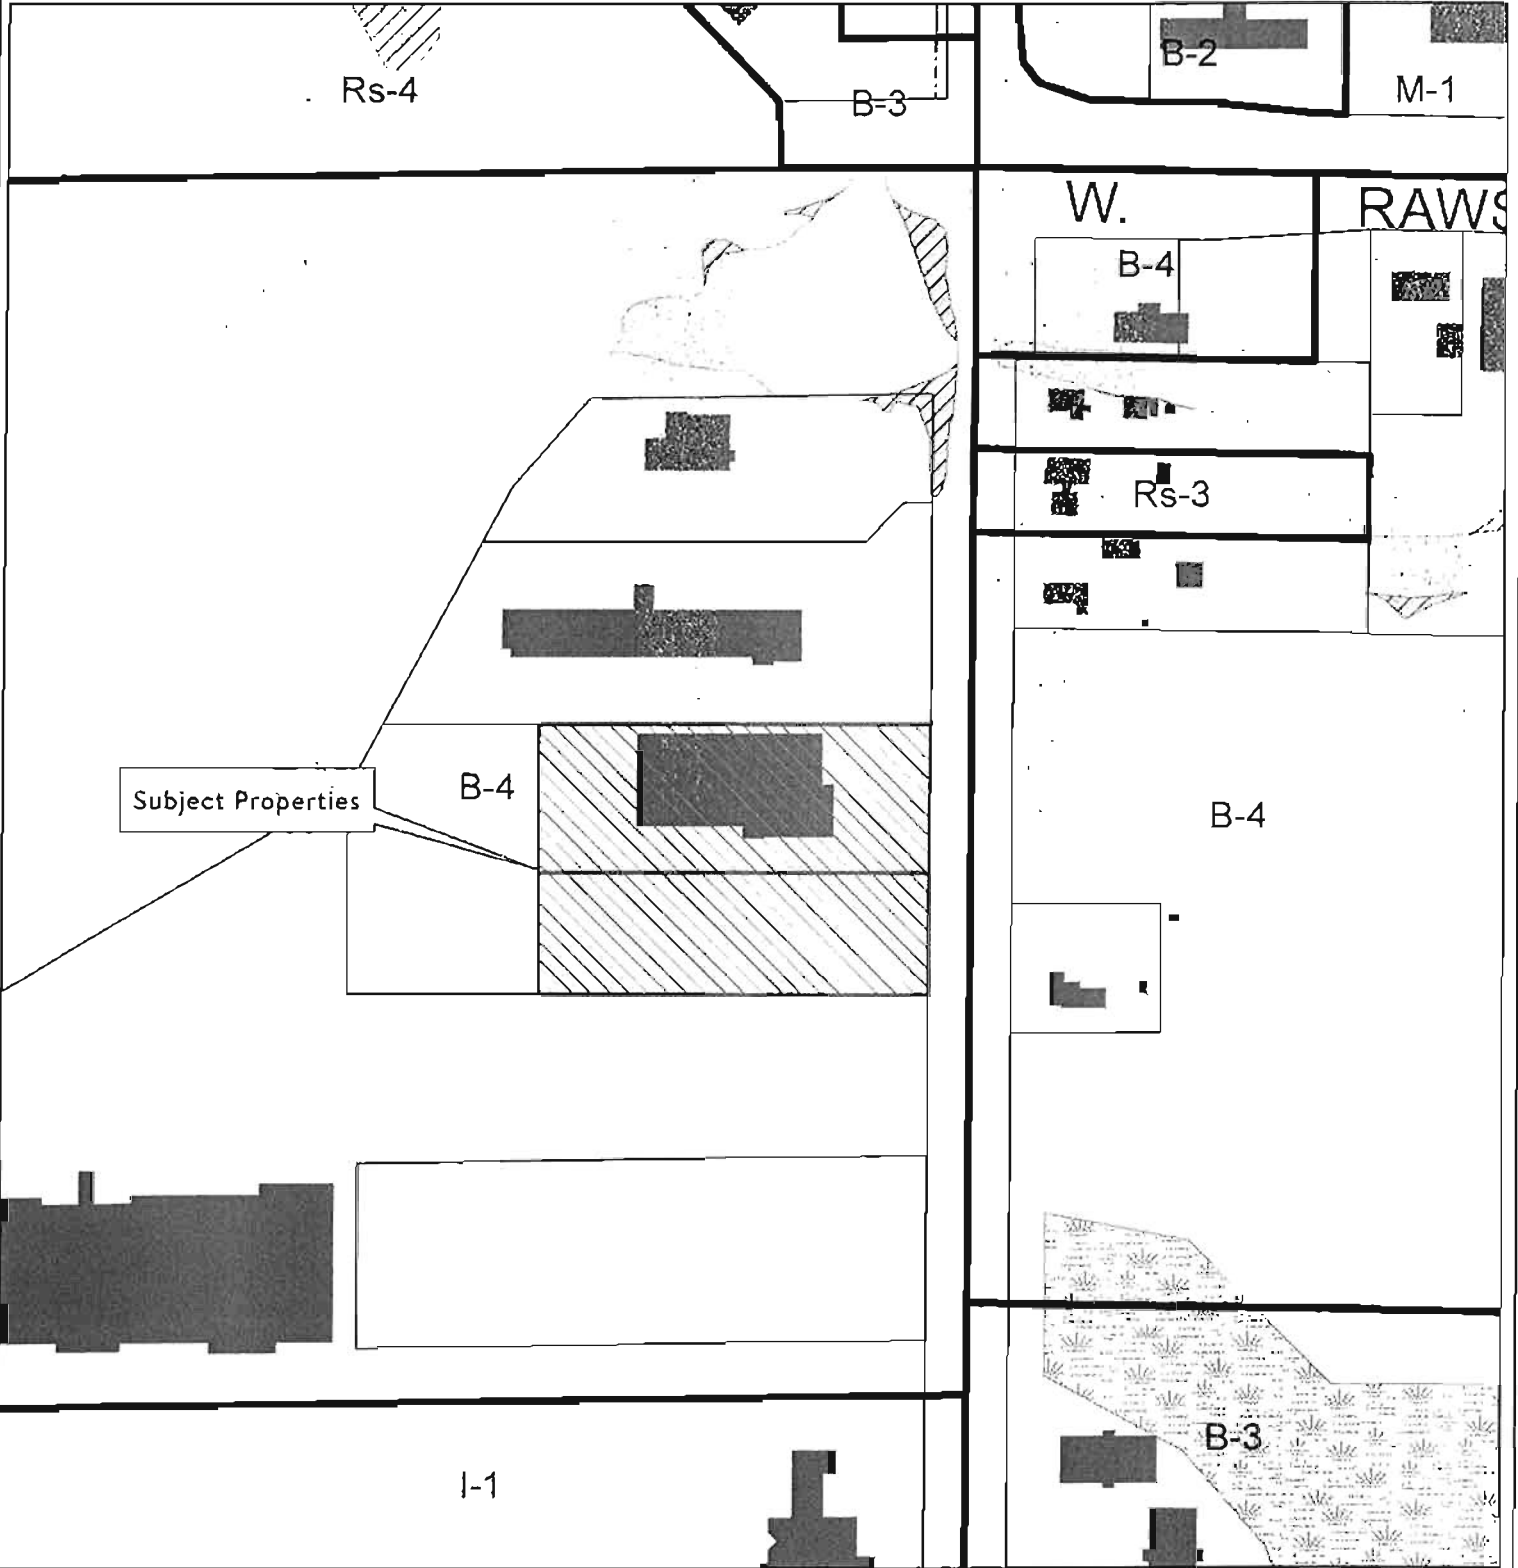 B-2
Rs-4
B-3
M-1
W. RAWS
B-4
Rs-3
B-4
Subject Properties
B-4
B-3
I-1